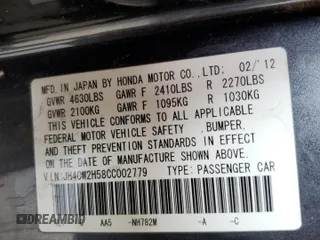 MFD. IN JAPAN BY HONDA MOTOR CO.,LTD: 02/'12
GVWR 4630LBS GAWR F 2410LBS R 2270LBS
GVWR 2100KG GAWR F 1095KG R 1030KG
THIS VEHICLE CONFORMS TO ALL APPLICABLE
FEDERAL MOTOR VEHICLE SAFETY, BUMPER,
AND THEFT PREVENTION STANDARDS IN EFFECT
ON THE DATE OF MANUFACTURE SHOWN ABOVE.
V.I.N: JH4CW2H58CC002779 TYPE: PASSENGER CAR
AA5 -NH782M -A -C
DREAMBID